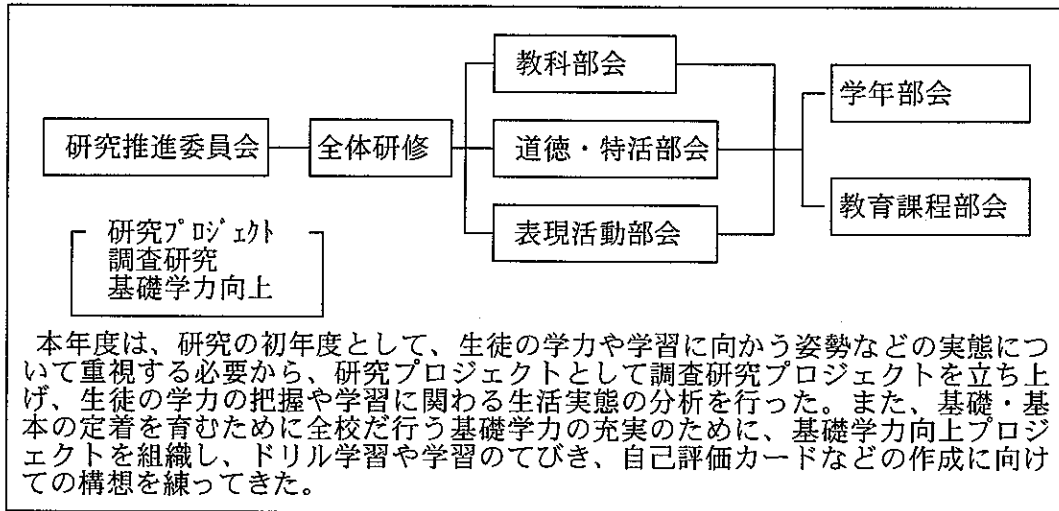 教科部会
学年部会
研究推進委員会
全体研修
道徳・特活部会
教育課程部会
表現活動部会
研究プロジェクト
調査研究
基礎学力向上
本年度は、研究の初年度として、生徒の学力や学習に向かう姿勢などの実態につ
いて重視する必要から、研究プロジェクトとして調査研究プロジェクトを立ち上
げ、生徒の学力の把握や学習に関わる生活実態の分析を行った。また、基礎・基
本の定着を育むために全校だ行う基礎学力の充実のために、基礎学力向上プロジ
ェクトを組織し、ドリル学習や学習のてびき、自己評価カードなどの作成に向け
ての構想を練ってきた。